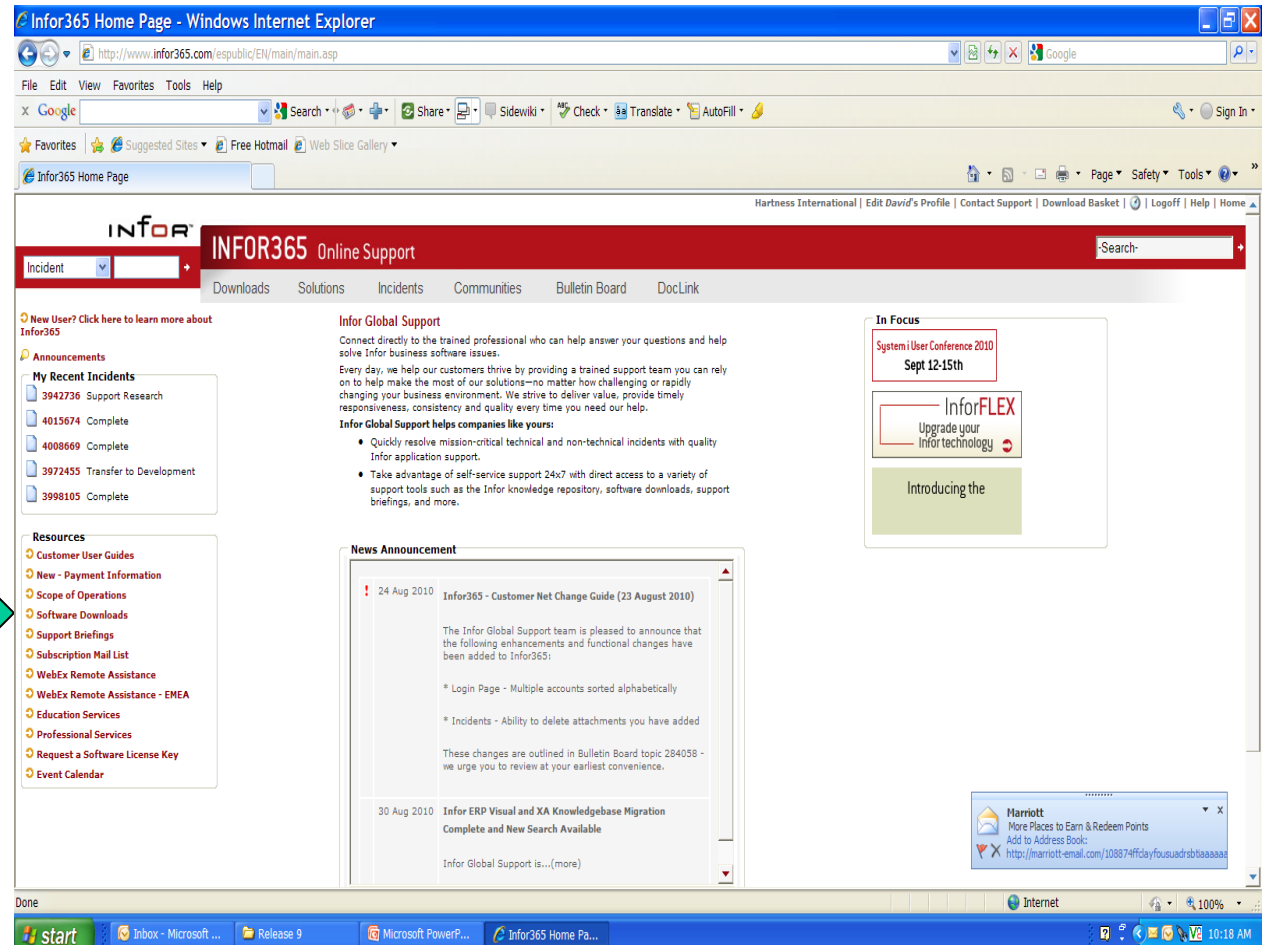 Infor365 Home Page - Windows Internet Explorer
http://www.infor365.com/espublic/EN/main/main.asp
Google
File Edit View Favorites Tools Help
x Google Search Share Sidewiki Check Translate AutoFill Sign In
Favorites Suggested Sites Free Hotmail Web Slice Gallery
Infor365 Home Page
Page Safety Tools
Hartness International | Edit David's Profile | Contact Support | Download Basket | | Logoff | Help | Home
INFOR
INFOR365 Online Support
-Search-
Incident
Downloads Solutions Incidents Communities Bulletin Board DocLink
New User? Click here to learn more about
Infor365
Announcements
My Recent Incidents
3942736 Support Research
4015674 Complete
4008669 Complete
3972455 Transfer to Development
3998105 Complete
Resources
Customer User Guides
New - Payment Information
Scope of Operations
Software Downloads
Support Briefings
Subscription Mail List
WebEx Remote Assistance
WebEx Remote Assistance - EMEA
Education Services
Professional Services
Request a Software License Key
Event Calendar
Infor Global Support
Connect directly to the trained professional who can help answer your questions and help
solve Infor business software issues.
Every day, we help our customers thrive by providing a trained support team you can rely
on to help make the most of our solutions—no matter how challenging or rapidly
changing your business environment. We strive to deliver value, provide timely
responsiveness, consistency and quality every time you need our help.
Infor Global Support helps companies like yours:
• Quickly resolve mission-critical technical and non-technical incidents with quality
Infor application support.
• Take advantage of self-service support 24x7 with direct access to a variety of
support tools such as the Infor knowledge repository, software downloads, support
briefings, and more.
News Announcement
! 24 Aug 2010 Infor365 - Customer Net Change Guide (23 August 2010)
The Infor Global Support team is pleased to announce that
the following enhancements and functional changes have
been added to Infor365:
* Login Page - Multiple accounts sorted alphabetically
* Incidents - Ability to delete attachments you have added
These changes are outlined in Bulletin Board topic 284058 -
we urge you to review at your earliest convenience.
30 Aug 2010 Infor ERP Visual and XA Knowledgebase Migration
Complete and New Search Available
Infor Global Support is...(more)
In Focus
System i User Conference 2010
Sept 12-15th
InforFLEX
Upgrade your
Infor technology
Introducing the
Marriott
More Places to Earn & Redeem Points
Add to Address Book:
Done
Internet
100%
start
Inbox - Microsoft ...
Release 9
Microsoft PowerP...
Infor365 Home Pa...
10:18 AM